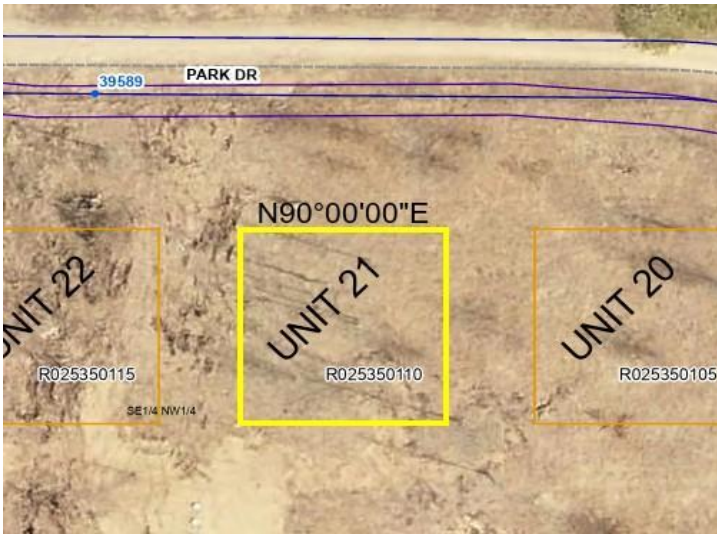 PARK DR
39589
N90°00'00"E
UNIT 22
UNIT 21
UNIT 20
R025350115
R025350110
R025350105
SE1/4 NW1/4